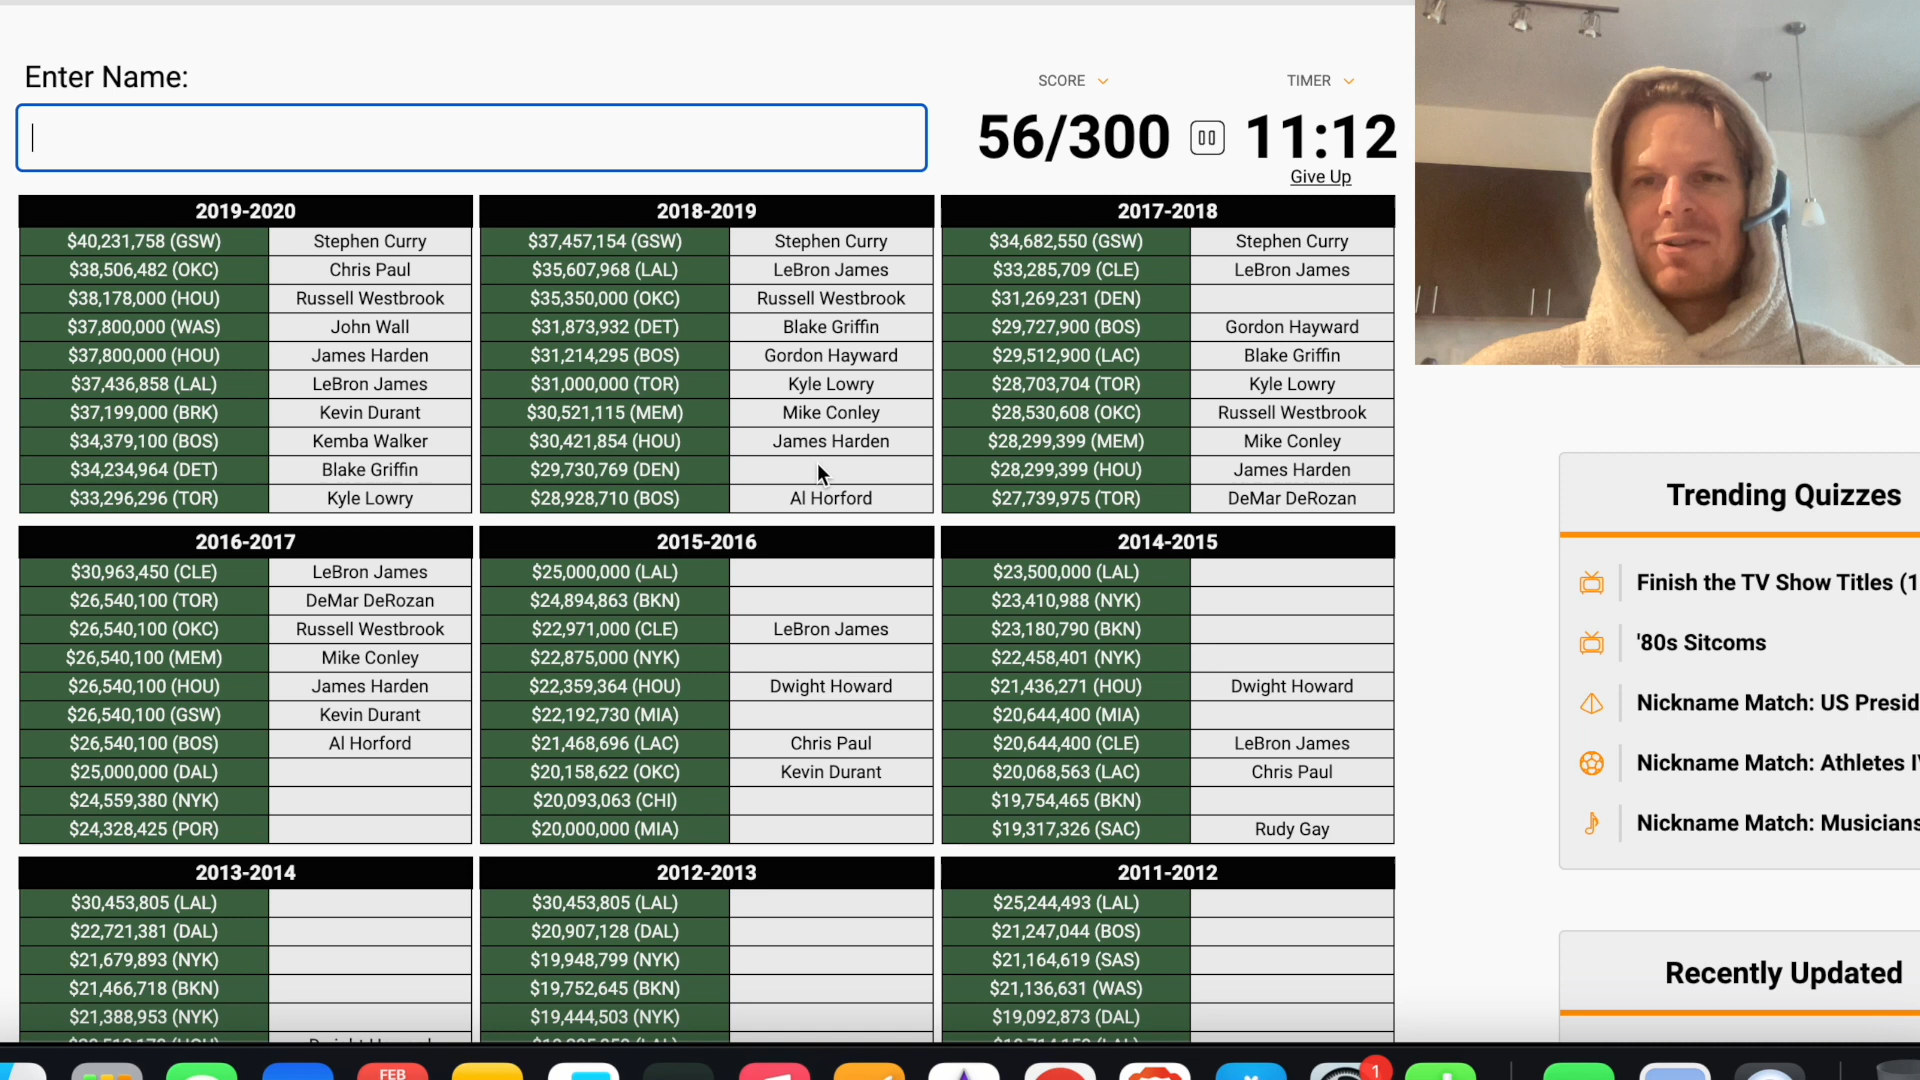 Enter Name:
SCORE
TIMER
56/300
11:12
Give Up
2019-2020
$40,231,758 (GSW) Stephen Curry
$38,506,482 (OKC) Chris Paul
$38,178,000 (HOU) Russell Westbrook
$37,800,000 (WAS) John Wall
$37,800,000 (HOU) James Harden
$37,436,858 (LAL) LeBron James
$37,199,000 (BRK) Kevin Durant
$34,379,100 (BOS) Kemba Walker
$34,234,964 (DET) Blake Griffin
$33,296,296 (TOR) Kyle Lowry
2018-2019
$37,457,154 (GSW) Stephen Curry
$35,607,968 (LAL) LeBron James
$35,350,000 (OKC) Russell Westbrook
$31,873,932 (DET) Blake Griffin
$31,214,295 (BOS) Gordon Hayward
$31,000,000 (TOR) Kyle Lowry
$30,521,115 (MEM) Mike Conley
$30,421,854 (HOU) James Harden
$29,730,769 (DEN)
$28,928,710 (BOS) Al Horford
2017-2018
$34,682,550 (GSW) Stephen Curry
$33,285,709 (CLE) LeBron James
$31,269,231 (DEN)
$29,727,900 (BOS) Gordon Hayward
$29,512,900 (LAC) Blake Griffin
$28,703,704 (TOR) Kyle Lowry
$28,530,608 (OKC) Russell Westbrook
$28,299,399 (MEM) Mike Conley
$28,299,399 (HOU) James Harden
$27,739,975 (TOR) DeMar DeRozan
2016-2017
$30,963,450 (CLE) LeBron James
$26,540,100 (TOR) DeMar DeRozan
$26,540,100 (OKC) Russell Westbrook
$26,540,100 (MEM) Mike Conley
$26,540,100 (HOU) James Harden
$26,540,100 (GSW) Kevin Durant
$26,540,100 (BOS) Al Horford
$25,000,000 (DAL)
$24,559,380 (NYK)
$24,328,425 (POR)
2015-2016
$25,000,000 (LAL)
$24,894,863 (BKN)
$22,971,000 (CLE) LeBron James
$22,875,000 (NYK)
$22,359,364 (HOU) Dwight Howard
$22,192,730 (MIA)
$21,468,696 (LAC) Chris Paul
$20,158,622 (OKC) Kevin Durant
$20,093,063 (CHI)
$20,000,000 (MIA)
2014-2015
$23,500,000 (LAL)
$23,410,988 (NYK)
$23,180,790 (BKN)
$22,458,401 (NYK)
$21,436,271 (HOU) Dwight Howard
$20,644,400 (MIA)
$20,644,400 (CLE) LeBron James
$20,068,563 (LAC) Chris Paul
$19,754,465 (BKN)
$19,317,326 (SAC) Rudy Gay
2013-2014
$30,453,805 (LAL)
$22,721,381 (DAL)
$21,679,893 (NYK)
$21,466,718 (BKN)
$21,388,953 (NYK)
2012-2013
$30,453,805 (LAL)
$20,907,128 (DAL)
$19,948,799 (NYK)
$19,752,645 (BKN)
$19,444,503 (NYK)
2011-2012
$25,244,493 (LAL)
$21,247,044 (BOS)
$21,164,619 (SAS)
$21,136,631 (WAS)
$19,092,873 (DAL)
Trending Quizzes
Finish the TV Show Titles (1
'80s Sitcoms
Nickname Match: US Presid
Nickname Match: Athletes I
Nickname Match: Musicians
Recently Updated
FEB
1